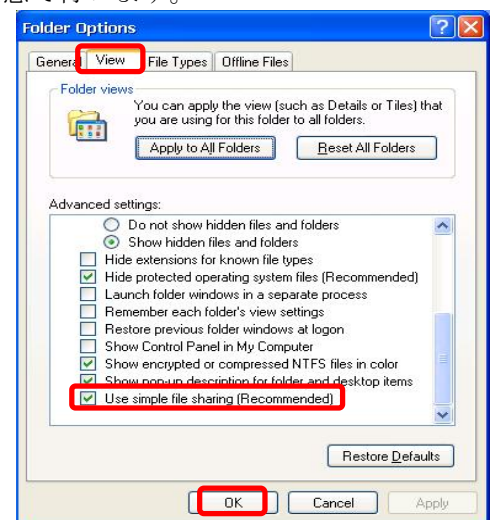 Folder Options
General View File Types Offline Files
Folder views
You can apply the view (such as Details or Tiles) that
you are using for this folder to all folders.
Apply to All Folders Reset All Folders
Advanced settings:
Do not show hidden files and folders
Show hidden files and folders
Hide extensions for known file types
Hide protected operating system files (Recommended)
Launch folder windows in a separate process
Remember each folder's view settings
Restore previous folder windows at logon
Show Control Panel in My Computer
Show encrypted or compressed NTFS files in color
Show pop-up description for folder and desktop items
Use simple file sharing (Recommended)
Restore Defaults
OK Cancel Apply